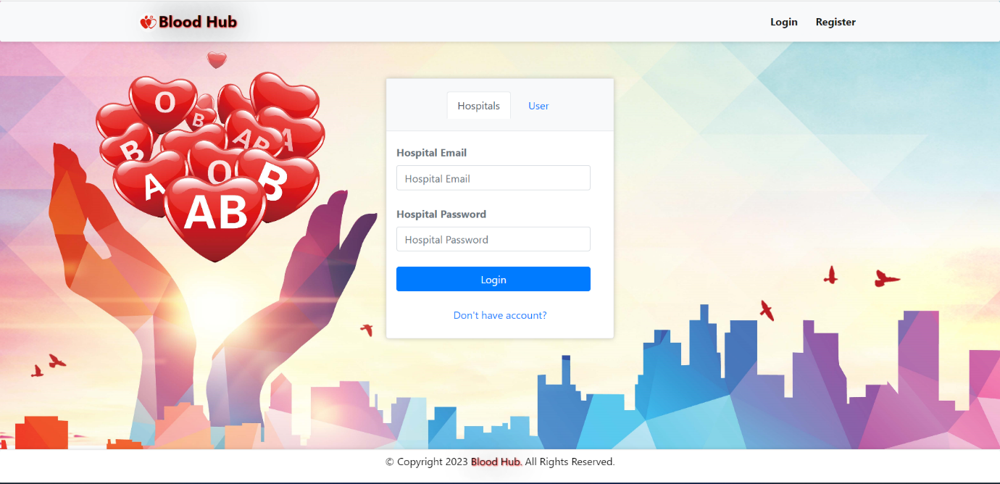 Blood Hub
Login Register
O
B
AB
A
B
O
A
B
AB
Hospitals User
Hospital Email
Hospital Email
Hospital Password
Hospital Password
Login
Don't have account?
© Copyright 2023 Blood Hub. All Rights Reserved.